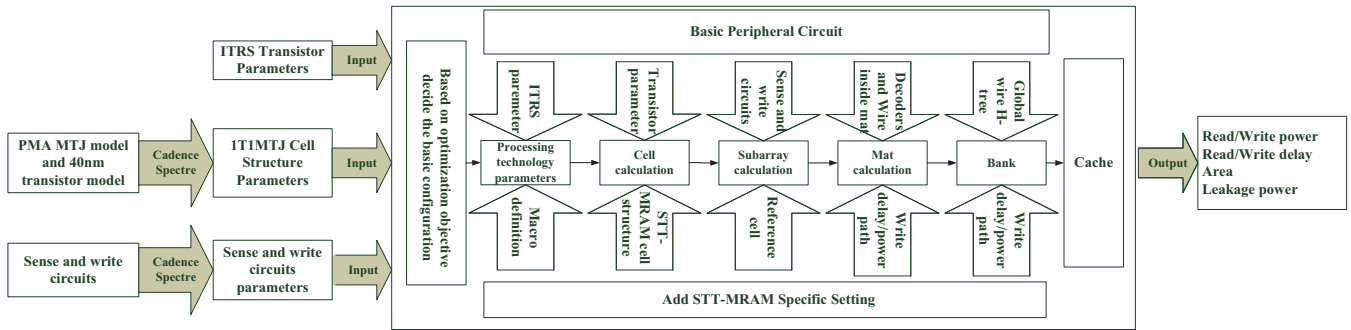 ITRS Transistor
Parameters
Input
PMA MTJ model
and 40nm
transistor model
Cadence
Spectre
1T1MTJ Cell
Structure
Parameters
Input
Sense and write
circuits
Cadence
Spectre
Sense and write
circuits
parameters
Input
Based on optimization objective
decide the basic configuration
Basic Peripheral Circuit
ITRS
paremeter
Transistor
parameter
Sense and
write
circuits
Decoders
and Wire
inside mat
Global
wire H-
tree
Processing
technology
parameters
Cell
calculation
Subarray
calculation
Mat
calculation
Bank
Macro
definition
STT-
MRAM cell
structure
Reference
cell
Write
delay/power
path
Write
delay/power
path
Add STT-MRAM Specific Setting
Cache
Output
Read/Write power
Read/Write delay
Area
Leakage power